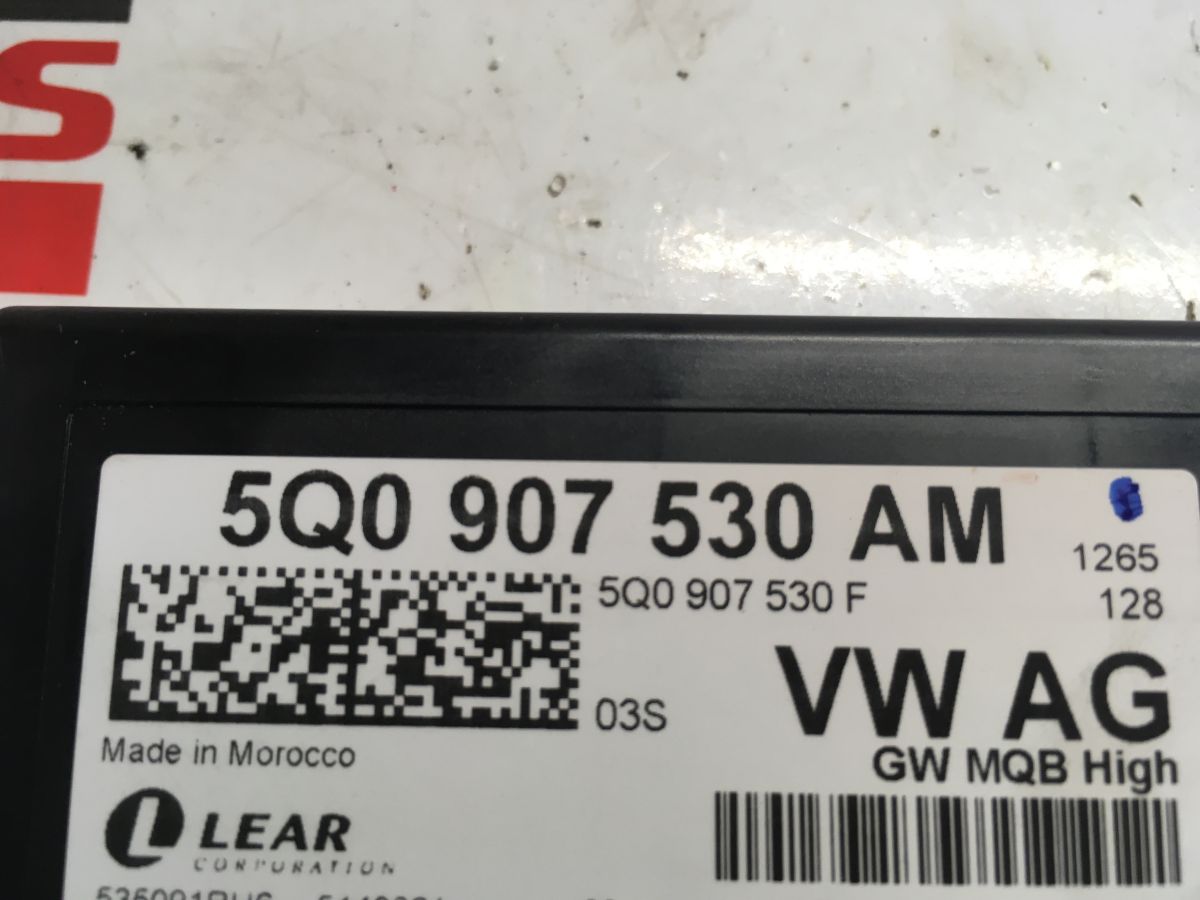 S
5Q0 907 530 AM
1265
5Q0 907 530 F
128
03S
VW AG
GW MQB High
Made in Morocco
LEAR
CORPORATION